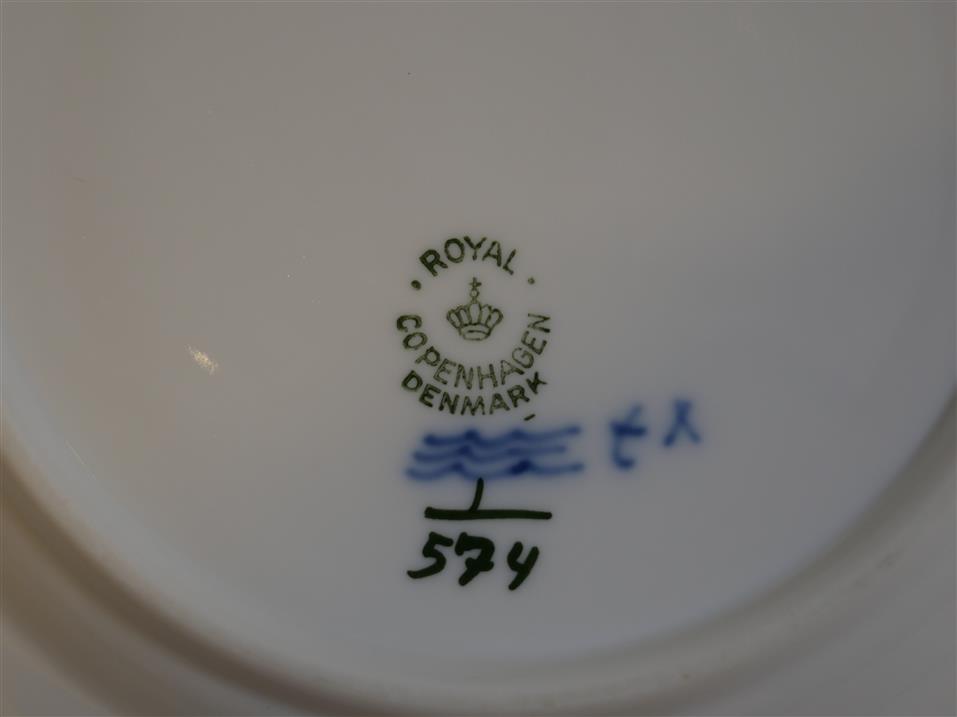 ROYAL
COPENHAGEN
DENMARK
1
574